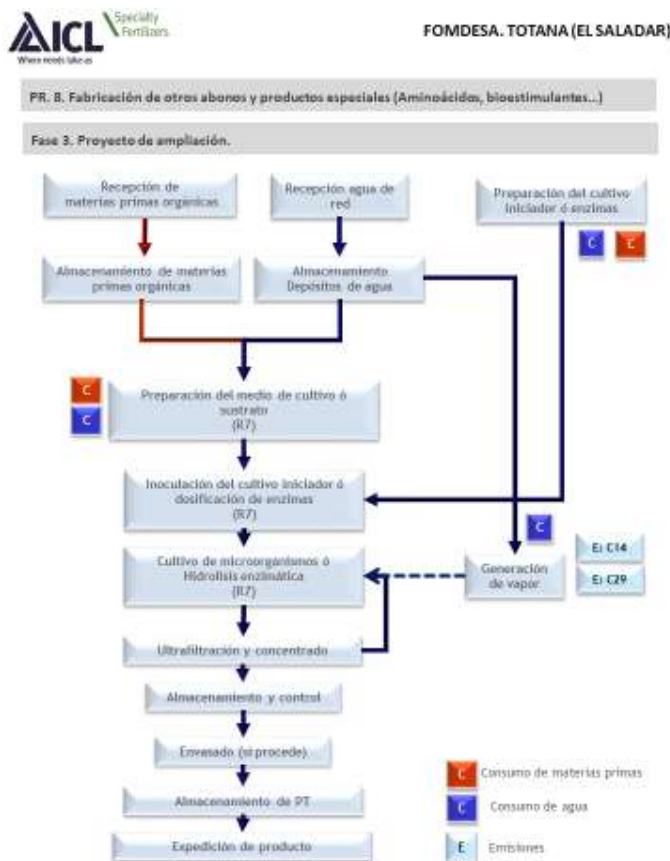 ICL
Specialty
Fertilizers
Where needs take us
FOMDESA. TOTANA (EL SALADAR)
PR. 8. Fabricación de otros abonos y productos especiales (Aminoácidos, bioestimulantes...)
Fase 3. Proyecto de ampliación.
Recepción de
materias primas orgánicas
Recepción agua de
red
Preparación del cultivo
iniciador ó enzimas
C
E
Almacenamiento de materias
primas orgánicas
Almacenamiento
Depósitos de agua
C
C
Preparación del medio de cultivo ó
sustrato
(R7)
Inoculación del cultivo iniciador ó
dosificación de enzimas
(R7)
C
Cultivo de microorganismos ó
Hidrolisis enzimática
(R7)
Generación
de vapor
E: C14
E: C29
Ultrafiltración y concentrado
Almacenamiento y control
Envasado (si procede)
Almacenamiento de PT
Expedición de producto
C
Consumo de materias primas
C
Consumo de agua
E
Emisiones